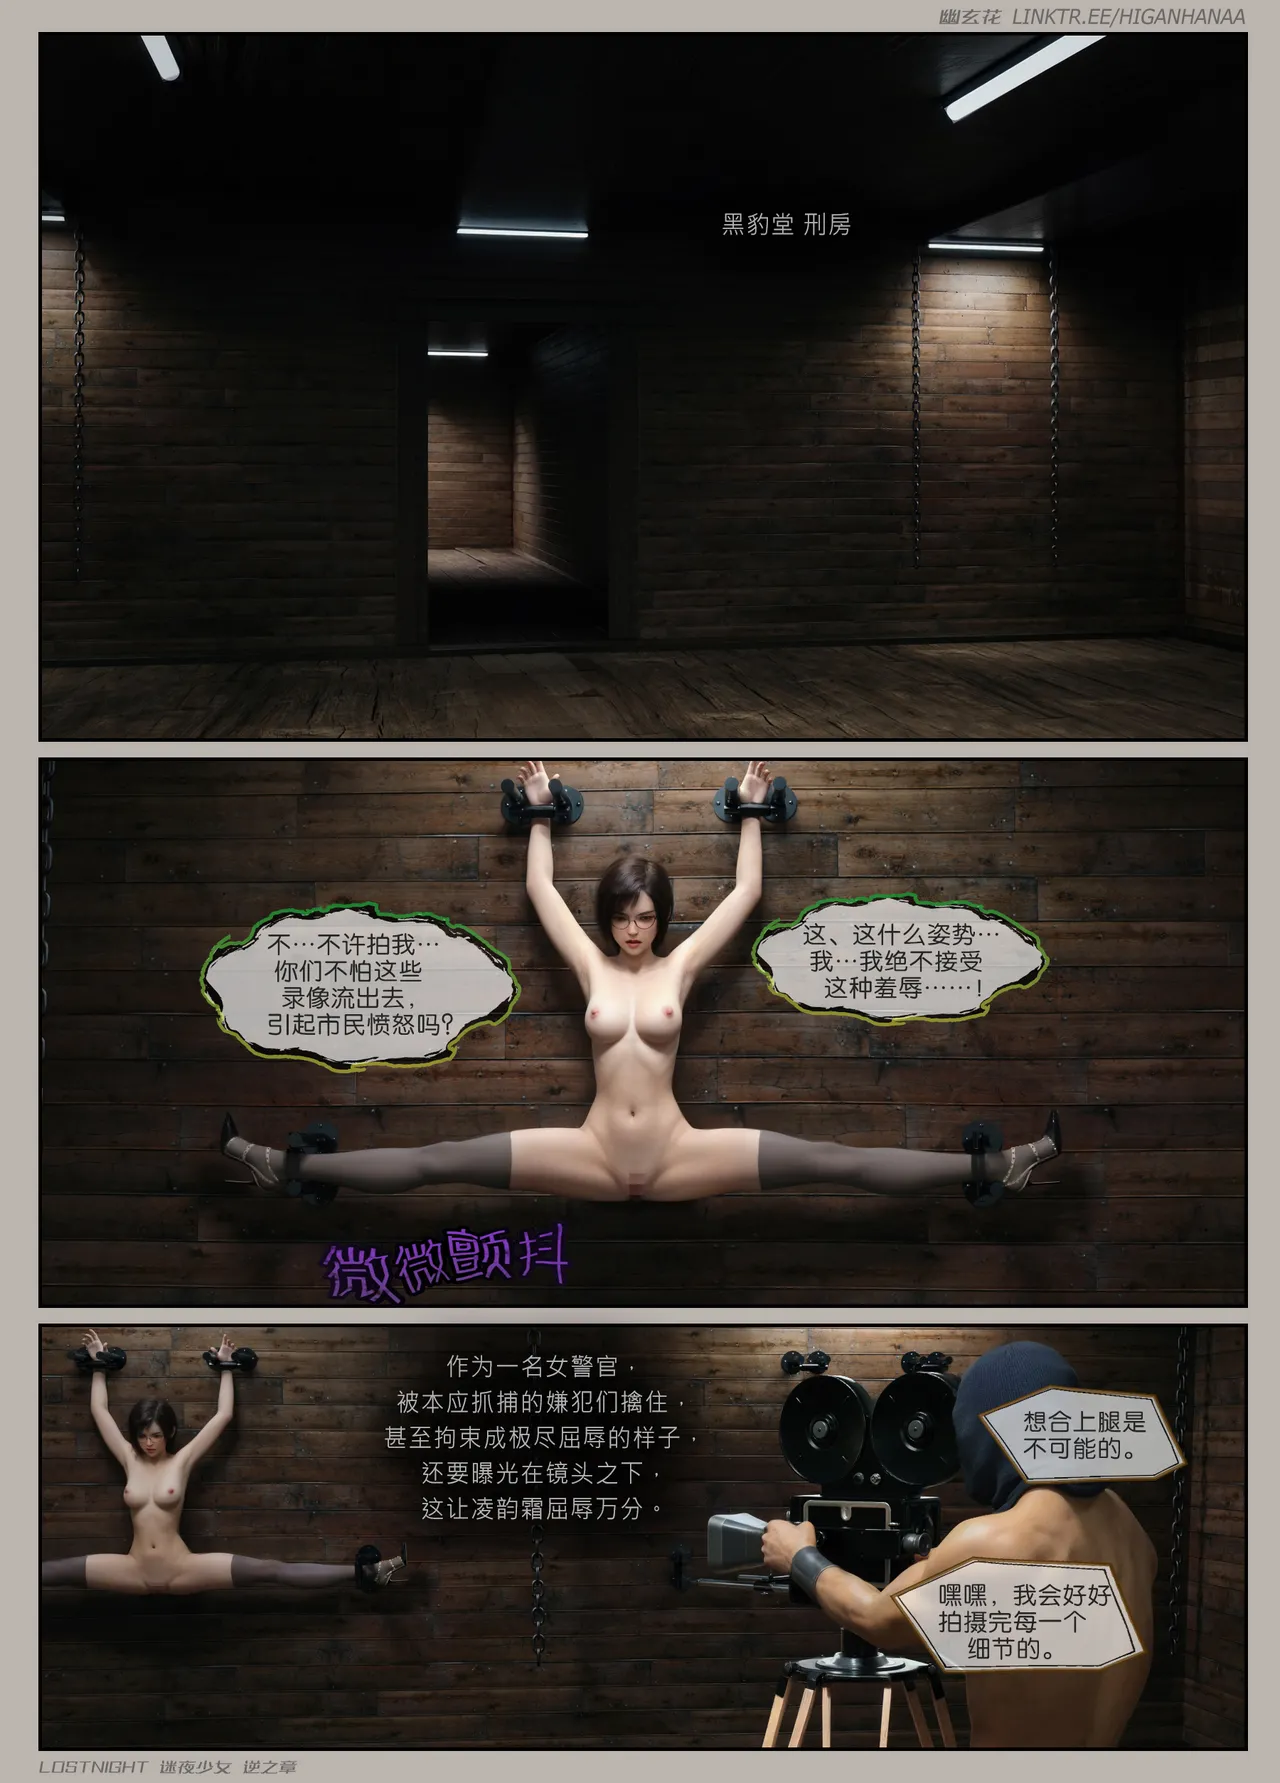 幽玄花 LINKTR.EE/HIGANHANAA
黑豹堂 刑房
不…不许拍我…
你们不怕这些
录像流出去，
引起市民愤怒吗？
这、这什么姿势…
我…我绝不接受
这种羞辱……！
微微颤抖
作为一名女警官，
被本应抓捕的嫌犯们擒住，
甚至拘束成极尽屈辱的样子，
还要曝光在镜头之下，
这让凌韵霜屈辱万分。
想合上腿是
不可能的。
嘿嘿，我会好好
拍摄完每一个
细节的。
LOSTNIGHT 迷夜少女 逆之章